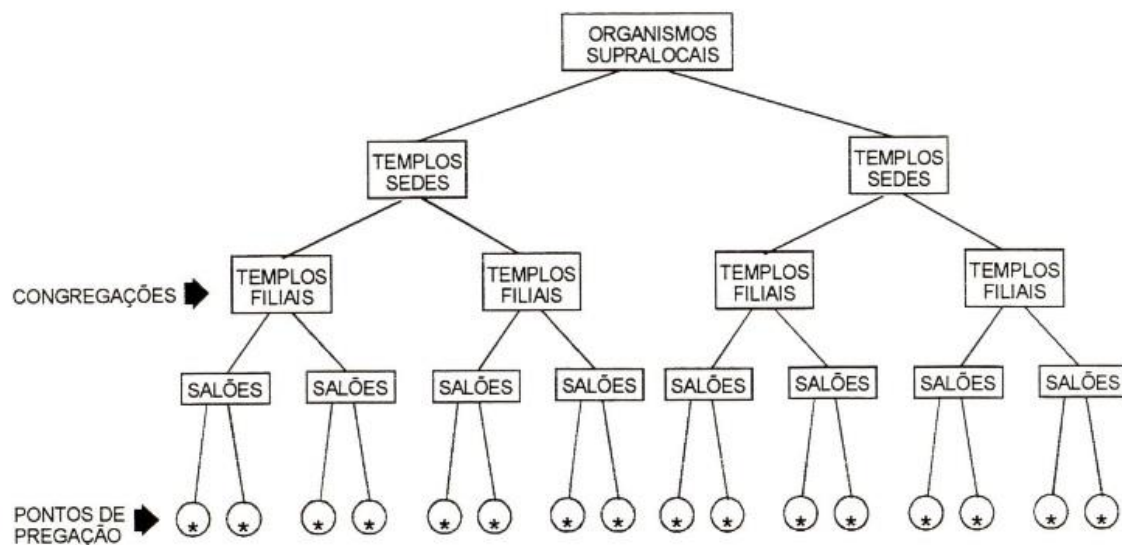 ORGANISMOS
SUPRALOCAIS
TEMPLOS
SEDES
TEMPLOS
SEDES
CONGREGAÇÕES
TEMPLOS
FILIAIS
TEMPLOS
FILIAIS
TEMPLOS
FILIAIS
TEMPLOS
FILIAIS
SALÕES
SALÕES
SALÕES
SALÕES
SALÕES
SALÕES
SALÕES
SALÕES
PONTOS DE
PREGAÇÃO
* * * * * * * * * * * * * * * *